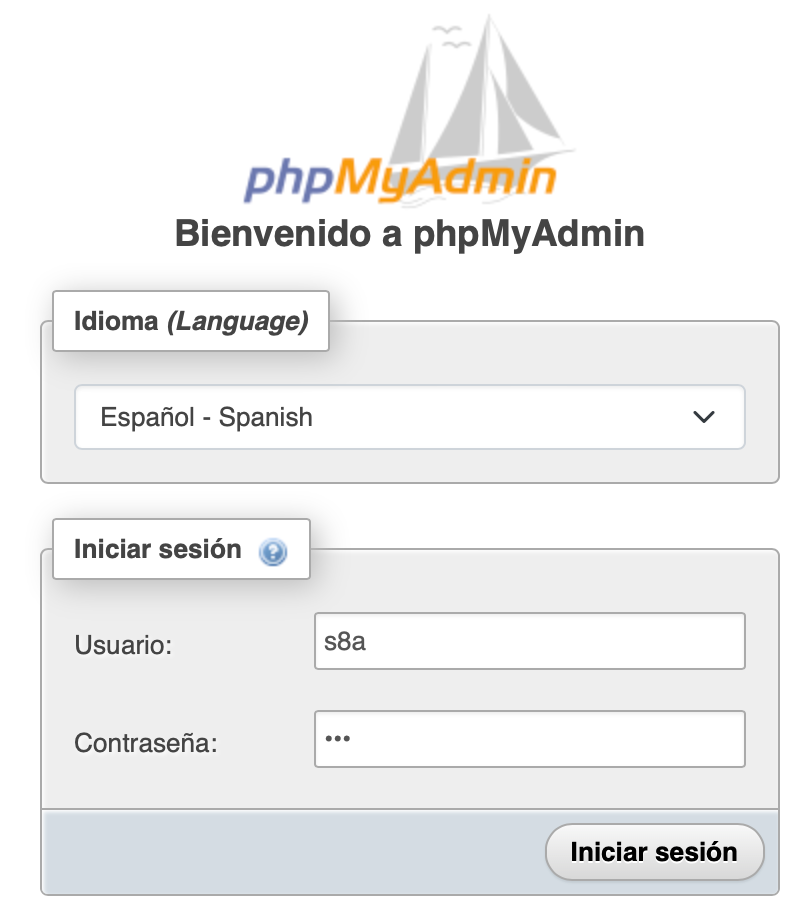 phpMyAdmin
Bienvenido a phpMyAdmin
Idioma (Language)
Español - Spanish
Iniciar sesión ?
Usuario: s8a
Contraseña: •••
Iniciar sesión